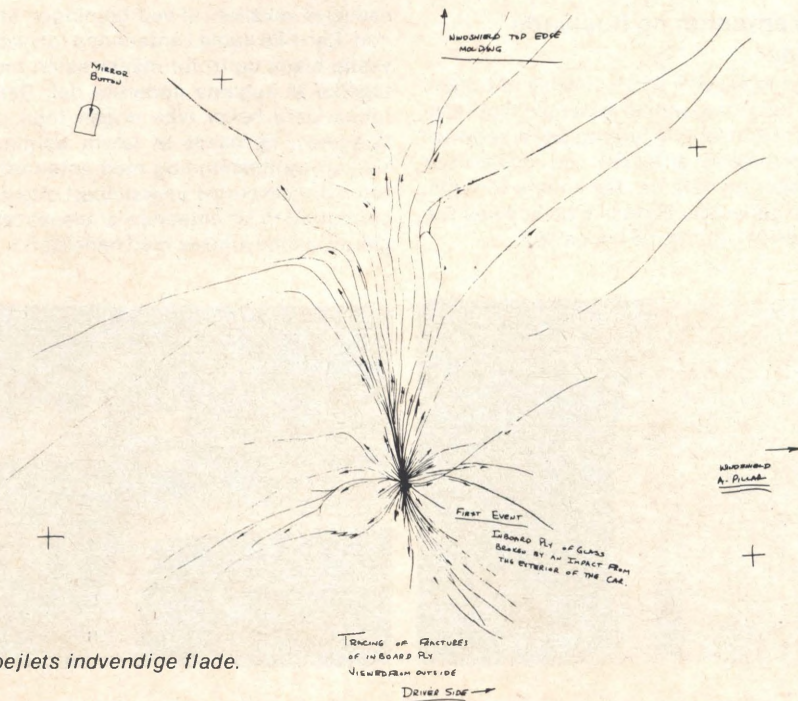 WINDSHIELD TOP EDGE
MOLDING
MIRROR
BUTTON
WINDSHIELD
A-PILLAR
FIRST EVENT
INBOARD PLY OF GLASS
BROKEN BY AN IMPACT FROM
THE EXTERIOR OF THE CAR.
pejlets indvendige flade.
TRACING OF FRACTURES
OF INBOARD PLY
VIEWED FROM OUTSIDE
DRIVER SIDE